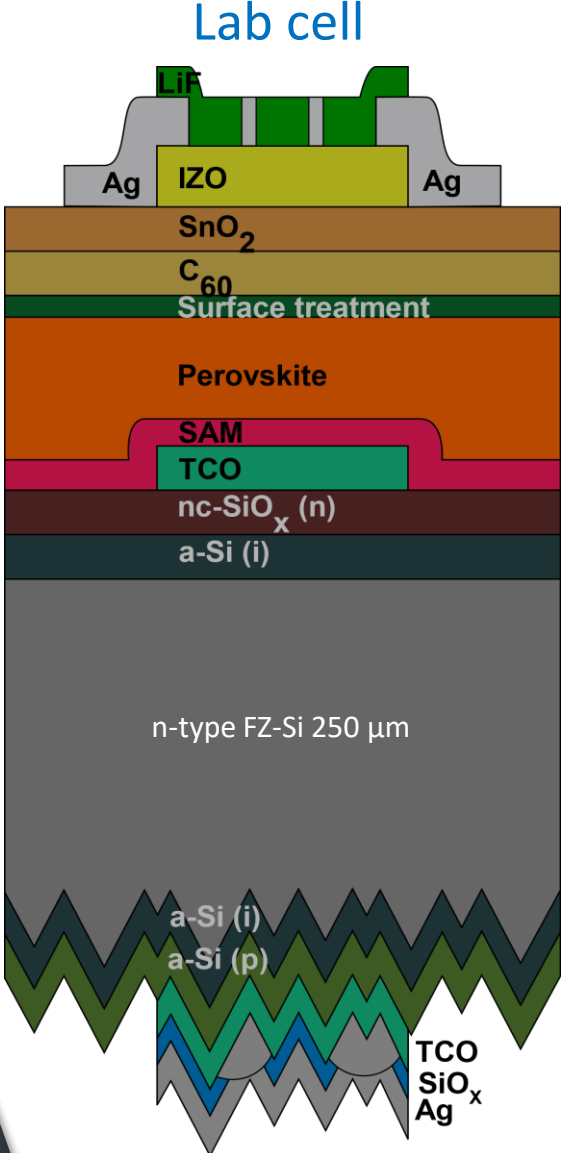 Lab cell
LiF
Ag IZO Ag
SnO2
C60
Surface treatment
Perovskite
SAM
TCO
nc-SiOx (n)
a-Si (i)
n-type FZ-Si 250 µm
a-Si (i)
a-Si (p)
TCO
SiOx
Ag